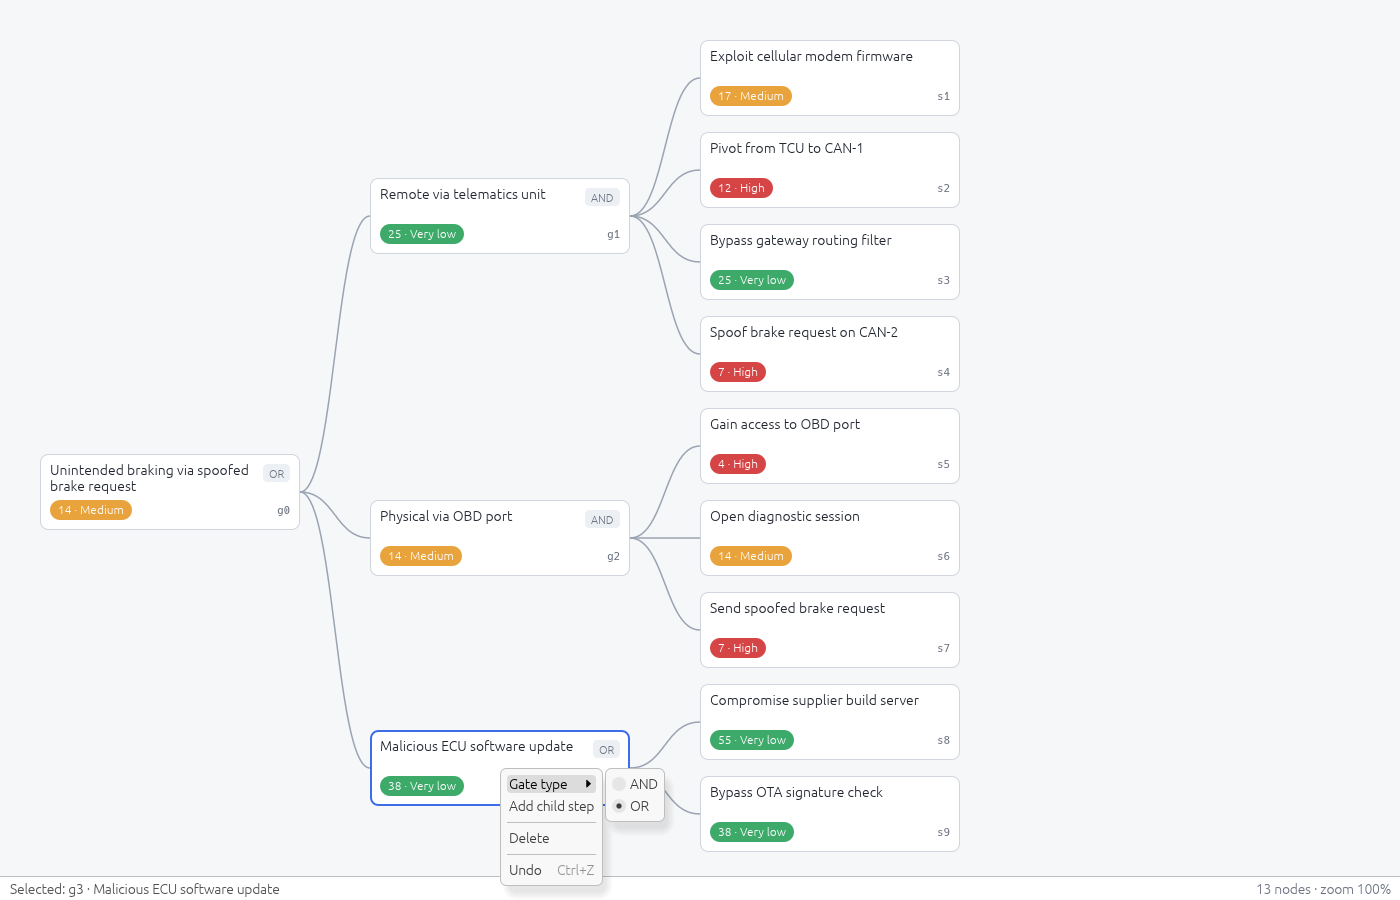 Unintended braking via spoofed
brake request
OR
14 · Medium
g0
Remote via telematics unit
AND
25 · Very low
g1
Physical via OBD port
AND
14 · Medium
g2
Malicious ECU software update
OR
38 · Very low
Exploit cellular modem firmware
17 · Medium
s1
Pivot from TCU to CAN-1
12 · High
s2
Bypass gateway routing filter
25 · Very low
s3
Spoof brake request on CAN-2
7 · High
s4
Gain access to OBD port
4 · High
s5
Open diagnostic session
14 · Medium
s6
Send spoofed brake request
7 · High
s7
Compromise supplier build server
55 · Very low
s8
Bypass OTA signature check
38 · Very low
s9
Gate type
Add child step
Delete
Undo Ctrl+Z
AND
OR
Selected: g3 · Malicious ECU software update
13 nodes · zoom 100%